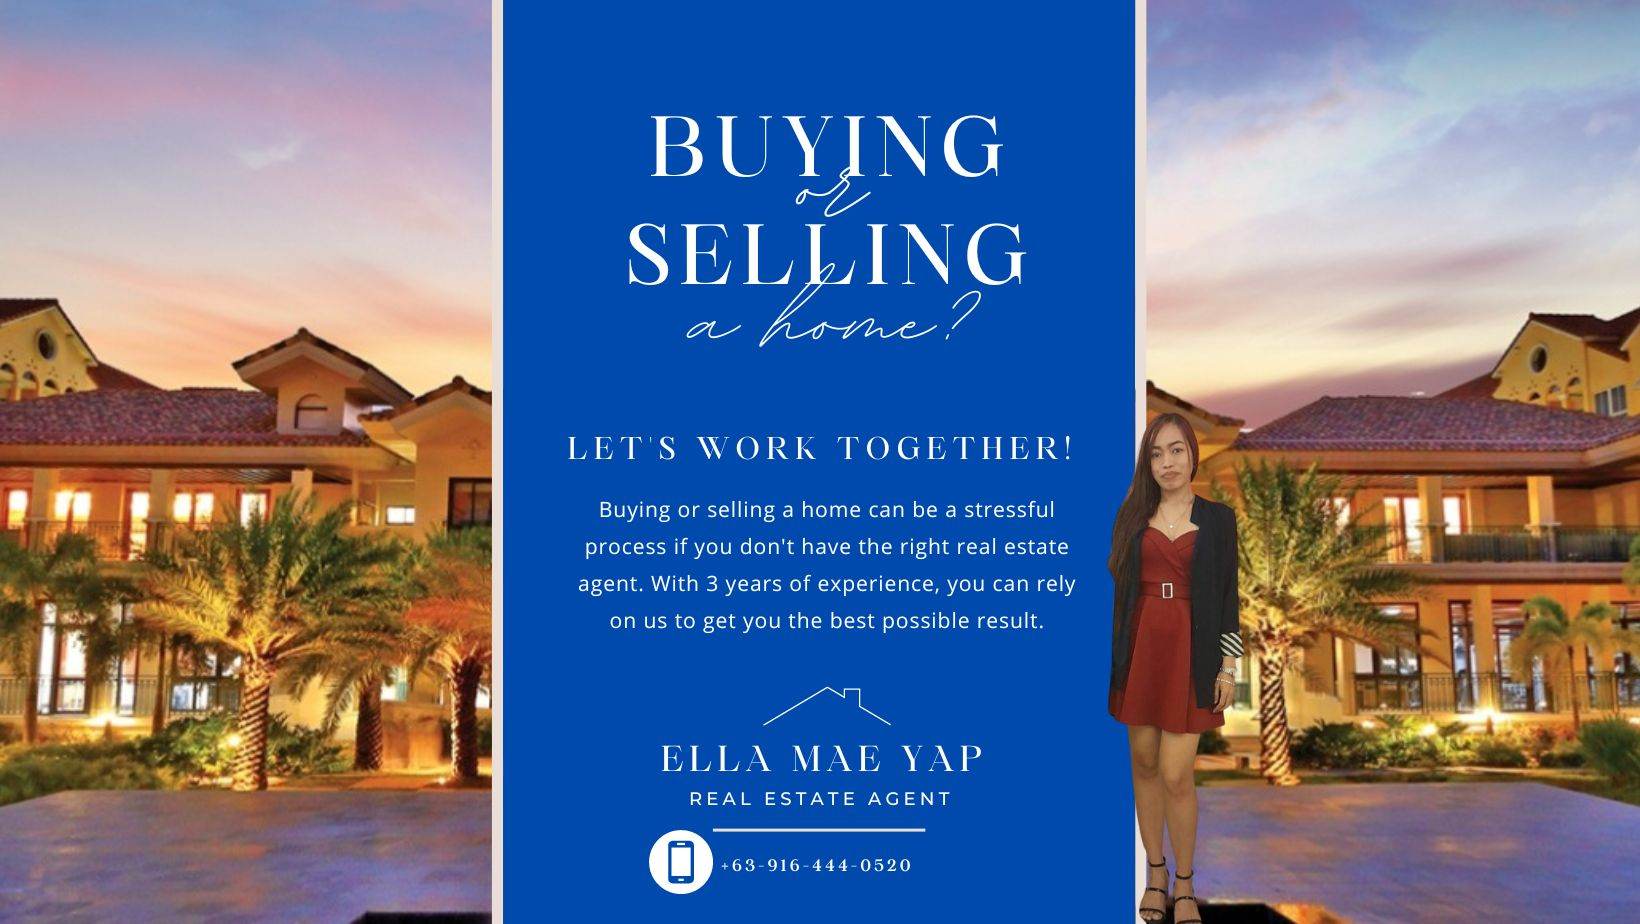 BUYING
or
SELLING
a home?
LET'S WORK TOGETHER!
Buying or selling a home can be a stressful
process if you don't have the right real estate
agent. With 3 years of experience, you can rely
on us to get you the best possible result.
ELLA MAE YAP
REAL ESTATE AGENT
+63-916-444-0520